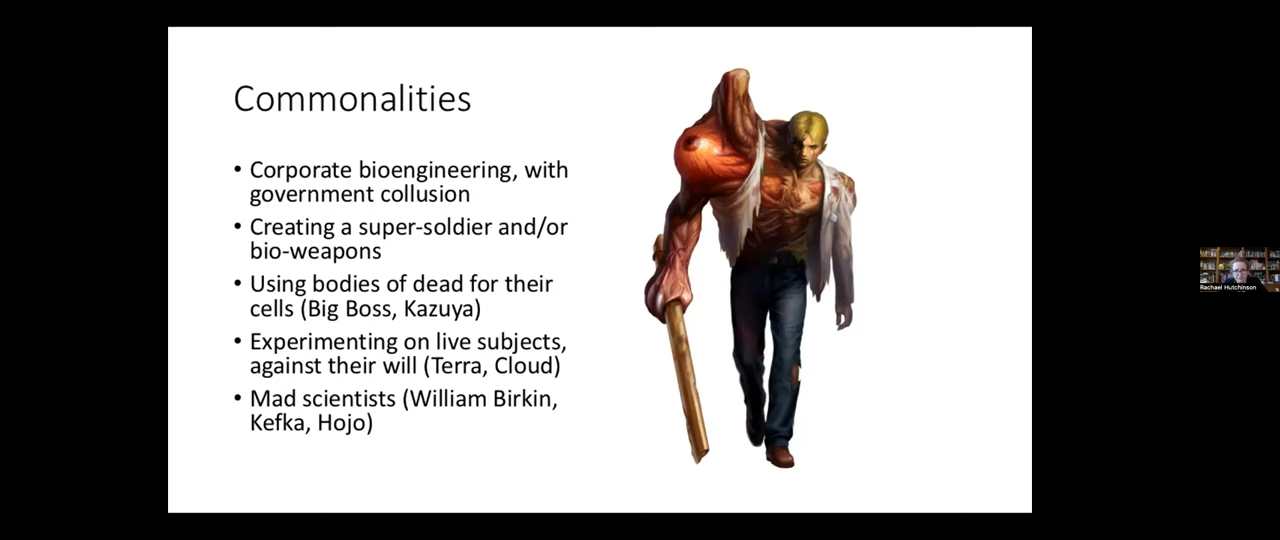 Commonalities
• Corporate bioengineering, with
government collusion
• Creating a super-soldier and/or
bio-weapons
• Using bodies of dead for their
cells (Big Boss, Kazuya)
• Experimenting on live subjects,
against their will (Terra, Cloud)
• Mad scientists (William Birkin,
Kefka, Hojo)
Rachael Hutchinson